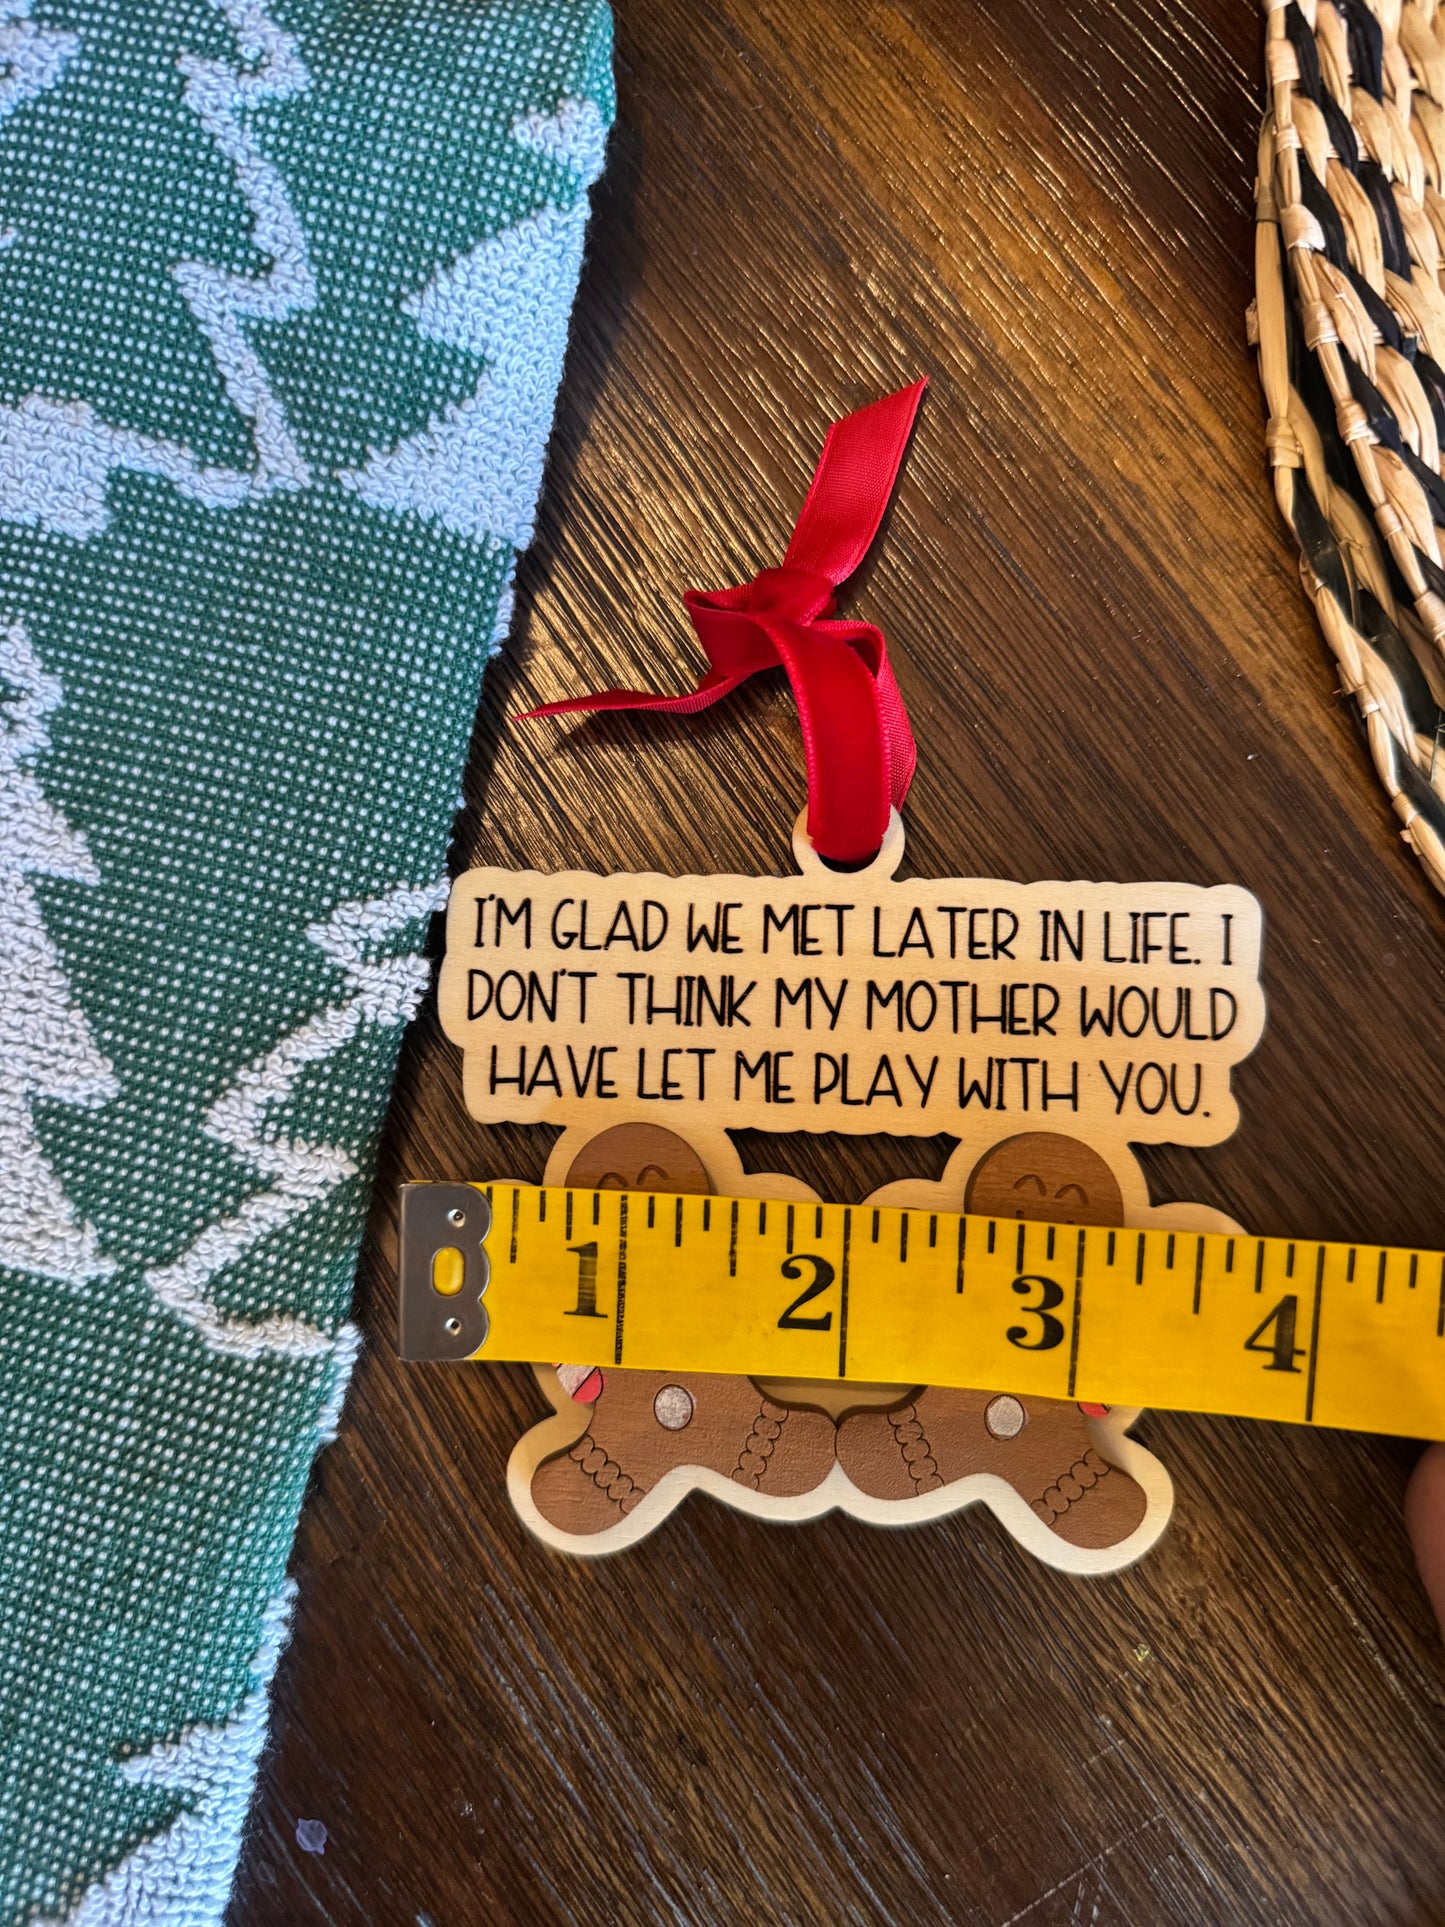 I'M GLAD WE MET LATER IN LIFE. I
DON'T THINK MY MOTHER WOULD
HAVE LET ME PLAY WITH YOU.
1 2 3 4